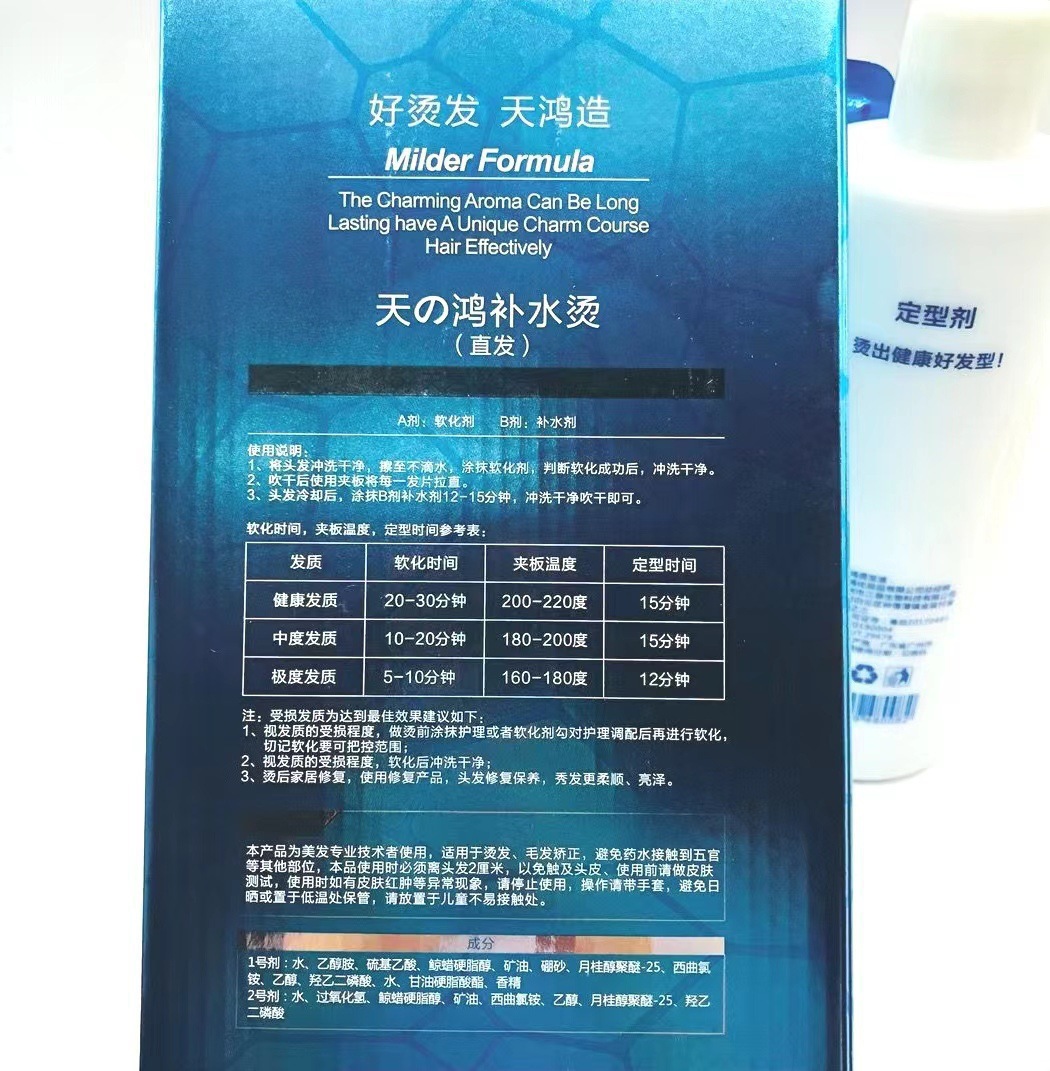 好烫发 天鸿造
Milder Formula
The Charming Aroma Can Be Long
Lasting have A Unique Charm Course
Hair Effectively
天の鸿补水烫
（直发）
A剂：软化剂 B剂：补水剂
使用说明：
1、将头发冲洗干净，擦至不滴水，涂抹软化剂，判断软化成功后，冲洗干净。
2、吹干后使用夹板将每一发片拉直。
3、头发冷却后，涂抹B剂补水剂12-15分钟，冲洗干净吹干即可。
软化时间，夹板温度，定型时间参考表：
发质 软化时间 夹板温度 定型时间
健康发质 20-30分钟 200-220度 15分钟
中度发质 10-20分钟 180-200度 15分钟
极度发质 5-10分钟 160-180度 12分钟
注：受损发质为达到最佳效果建议如下：
1、视发质的受损程度，做烫前涂抹护理或者软化剂勾对护理调配后再进行软化，
切记软化要可把控范围；
2、视发质的受损程度，软化后冲洗干净；
3、烫后家居修复，使用修复产品，头发修复保养，秀发更柔顺、亮泽。
本产品为美发专业技术者使用，适用于烫发、毛发矫正，避免药水接触到五官
等其他部位，本品使用时必须离头发2厘米，以免触及头皮、使用前请做皮肤
测试，使用时如有皮肤红肿等异常现象，请停止使用，操作请带手套，避免日
晒或置于低温处保管，请放置于儿童不易接触处。
成分
1号剂：水、乙醇胺、硫基乙酸、鲸蜡硬脂醇、矿油、硼砂、月桂醇聚醚-25、西曲氯
铵、乙醇、羟乙二磷酸、水、甘油硬脂酸酯、香精
2号剂：水、过氧化氢、鲸蜡硬脂醇、矿油、西曲氯铵、乙醇、月桂醇聚醚-25、羟乙
二磷酸
定型剂
烫出健康好发型！